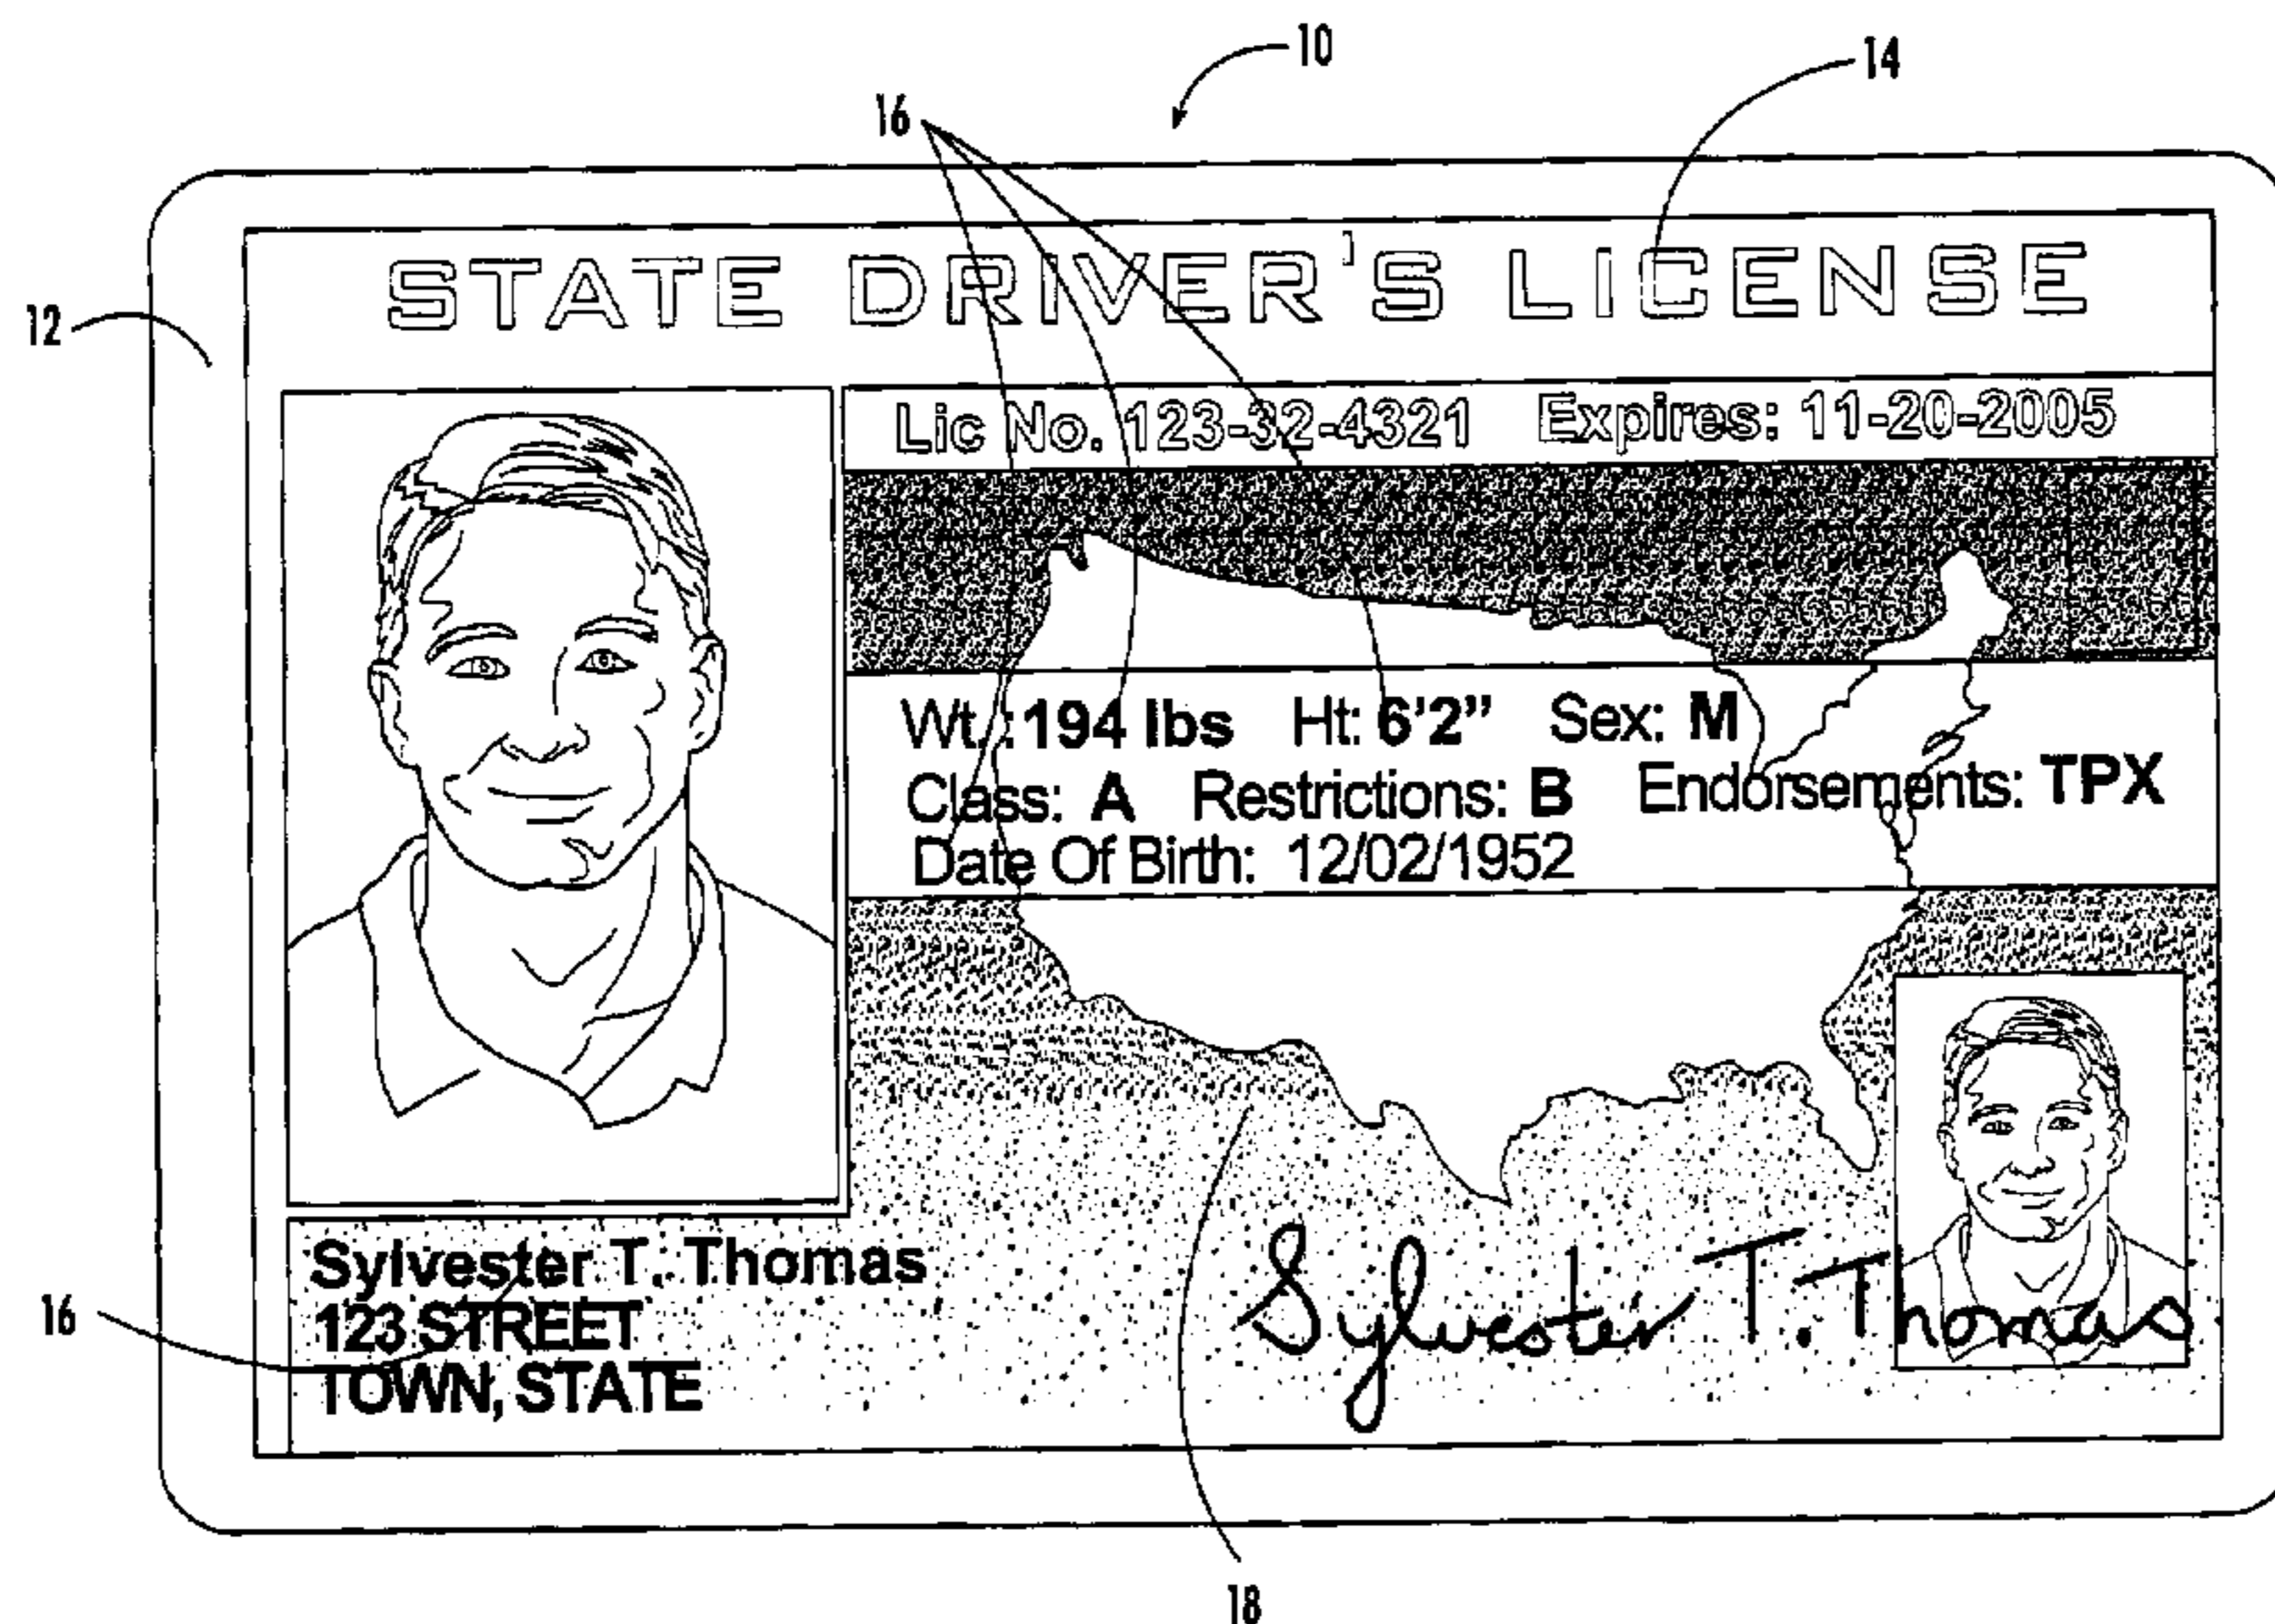 10
14
16
STATE DRIVER'S LICENSE
12
Lic No. 123-32-4321 Expires: 11-20-2005
Wt.:194 lbs Ht: 6'2” Sex: M
Class: A Restrictions: B Endorsements: TPX
Date Of Birth: 12/02/1952
Sylvester T. Thomas
123 STREET
TOWN, STATE
Sylvester T. Thomas
16
18